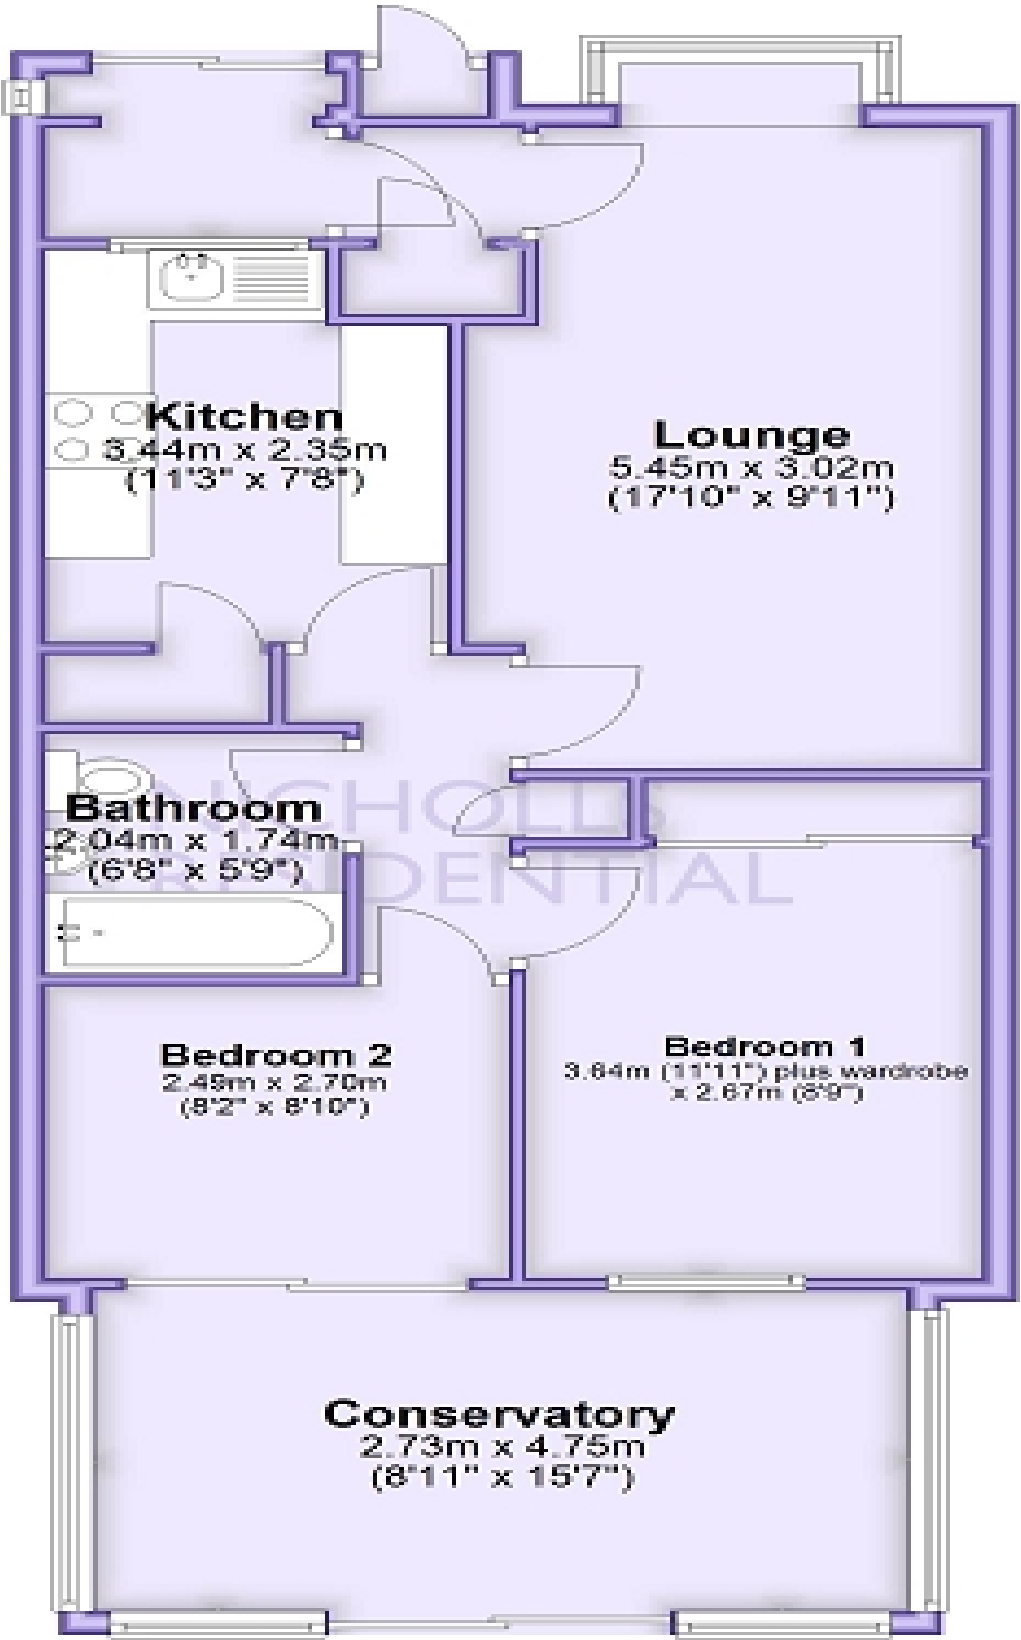 Kitchen
3.44m x 2.35m
(11'3" x 7'8")
Lounge
5.45m x 3.02m
(17'10" x 9'11")
NICHOLLS
RESIDENTIAL
Bathroom
2.04m x 1.74m
(6'8" x 5'9")
Bedroom 2
2.49m x 2.70m
(8'2" x 8'10")
Bedroom 1
3.64m (11'11") plus wardrobe
x 2.67m (8'9")
Conservatory
2.73m x 4.75m
(8'11" x 15'7")